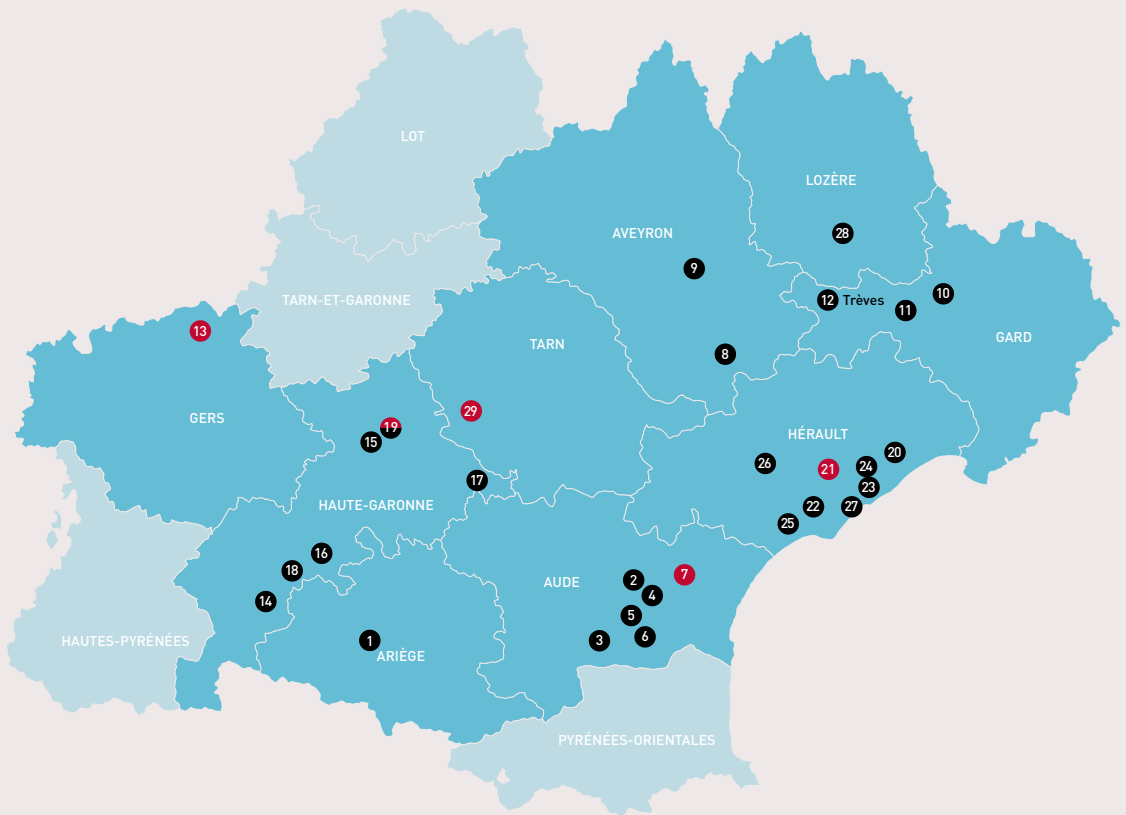 LOT
LOZÈRE
AVEYRON
28
9
TARN-ET-GARONNE
12 Trèves
10
11
13
TARN
GARD
8
GERS
29
19
15
HÉRAULT
20
26
21
24
17
23
HAUTE-GARONNE
22
27
25
16
18
AUDE
2
7
4
14
5
HAUTES-PYRÉNÉES
1
3
6
ARIÈGE
PYRÉNÉES-ORIENTALES